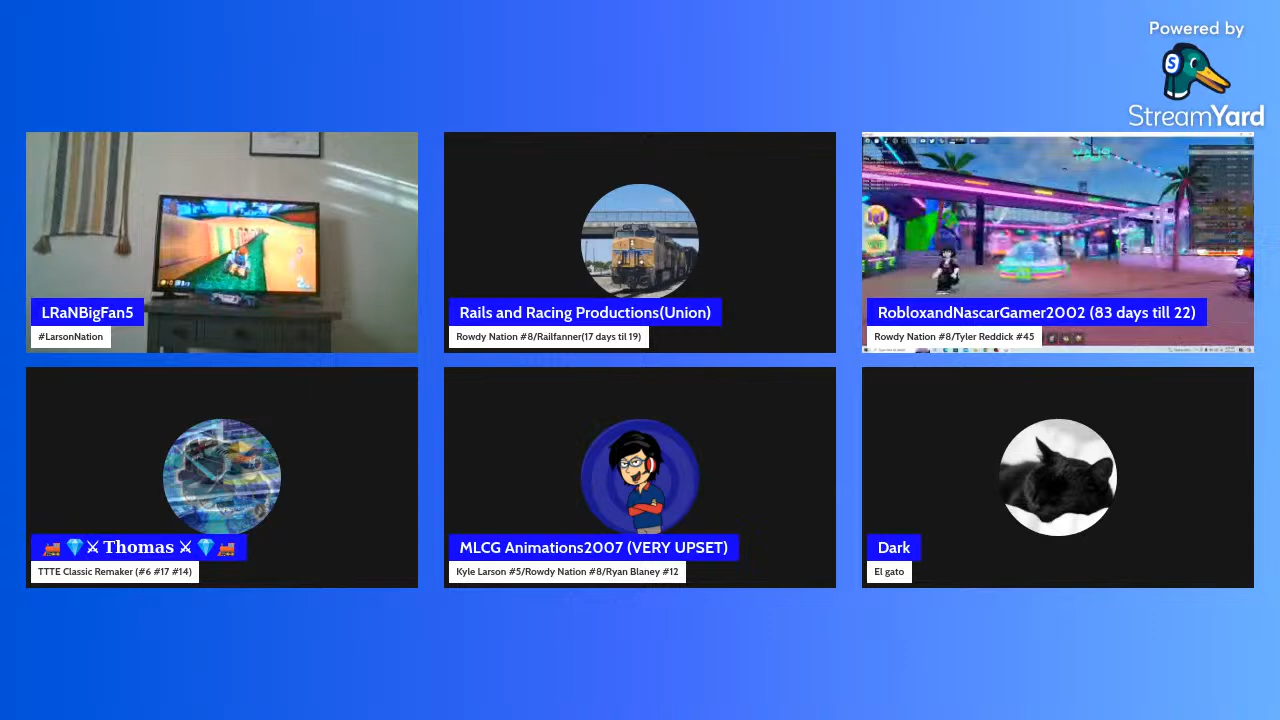 Powered by
StreamYard
LRaNBigFan5
#LarsonNation
Rails and Racing Productions(Union)
Rowdy Nation #8/Railfanner(17 days til 19)
PLAY
RobloxandNascarGamer2002 (83 days till 22)
Rowdy Nation #8/Tyler Reddick #45
🚂 💎⚔ Thomas ⚔ 💎🚂
TTTE Classic Remaker (#6 #17 #14)
MLCG Animations2007 (VERY UPSET)
Kyle Larson #5/Rowdy Nation #8/Ryan Blaney #12
Dark
El gato